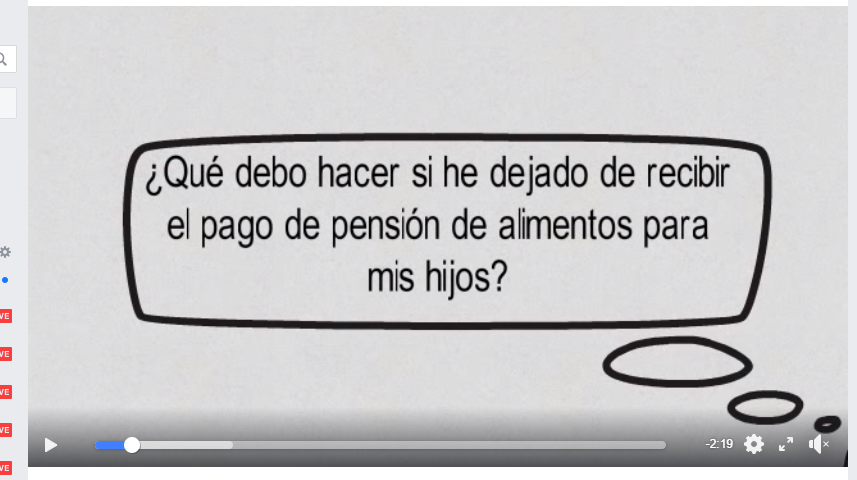 ¿Qué debo hacer si he dejado de recibir
el pago de pensión de alimentos para
mis hijos?
VE
VE
VE
VE
VE
-2:19